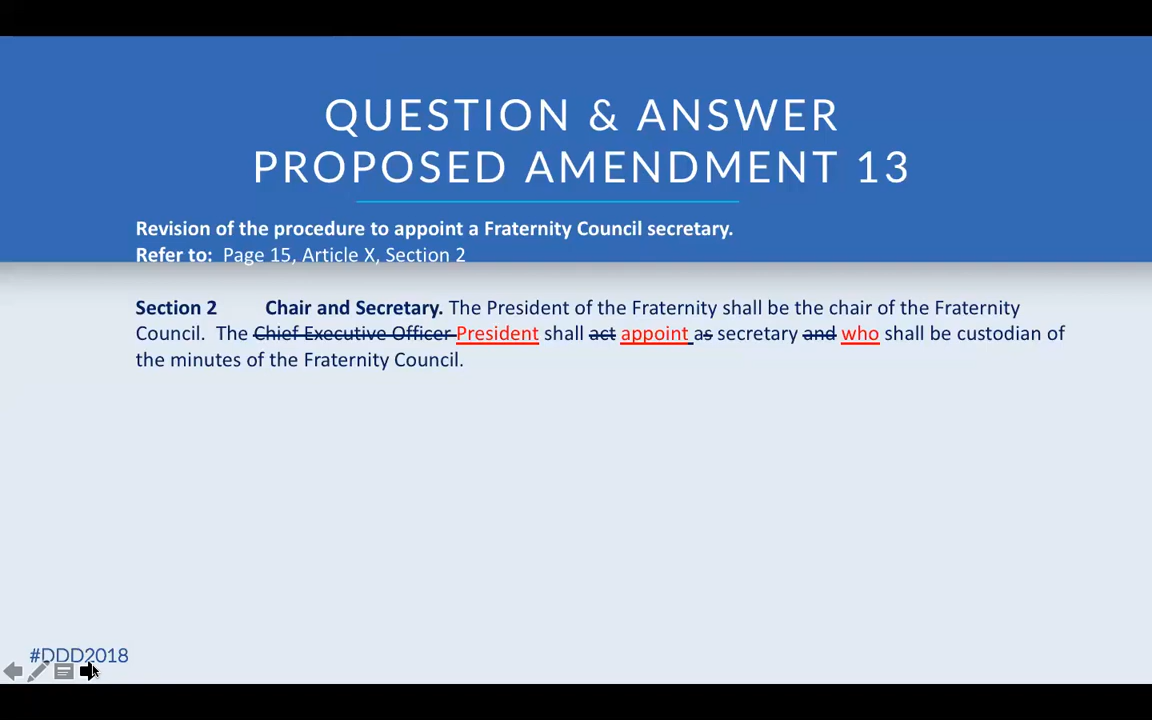 QUESTION & ANSWER
PROPOSED AMENDMENT 13
Revision of the procedure to appoint a Fraternity Council secretary.
Refer to: Page 15, Article X, Section 2
Section 2 Chair and Secretary. The President of the Fraternity shall be the chair of the Fraternity
Council. The Chief Executive Officer President shall act appoint as secretary and who shall be custodian of
the minutes of the Fraternity Council.
#DDD2018